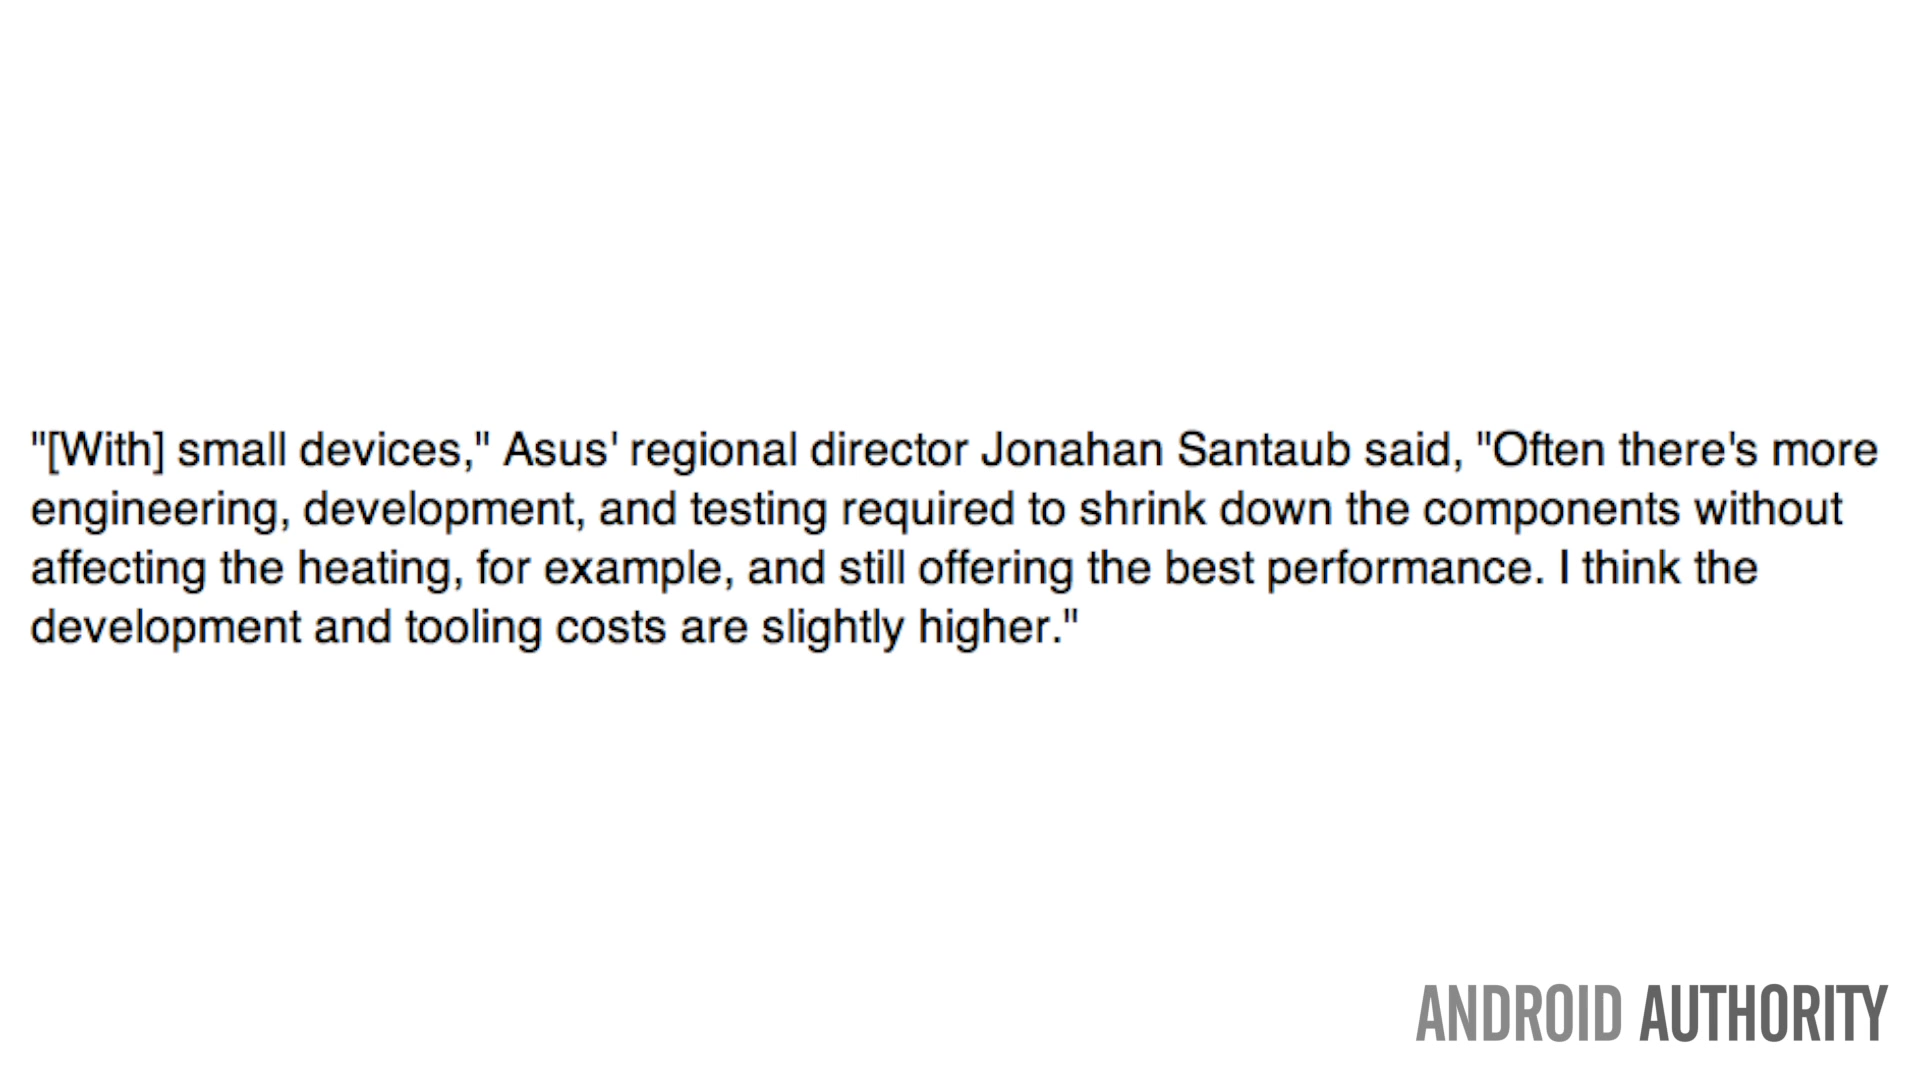 "[With] small devices," Asus' regional director Jonahan Santaub said, "Often there's more
engineering, development, and testing required to shrink down the components without
affecting the heating, for example, and still offering the best performance. I think the
development and tooling costs are slightly higher."
ANDROID AUTHORITY